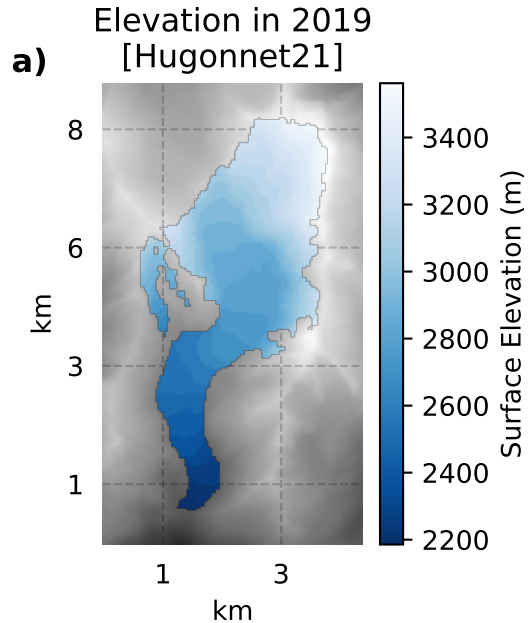 Elevation in 2019
[Hugonnet21]
a)
8
6
3
1
km
1
3
km
3400
3200
3000
2800
2600
2400
2200
Surface Elevation (m)